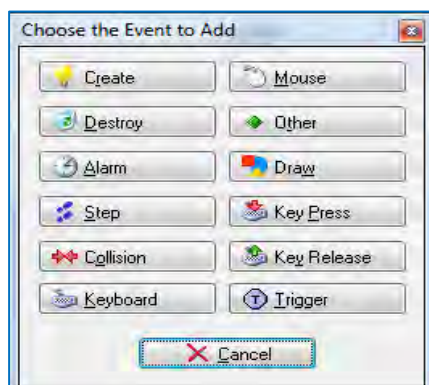 Choose the Event to Add
Create Mouse
Destroy Other
Alarm Draw
Step Key Press
Collision Key Release
Keyboard T Trigger
Cancel